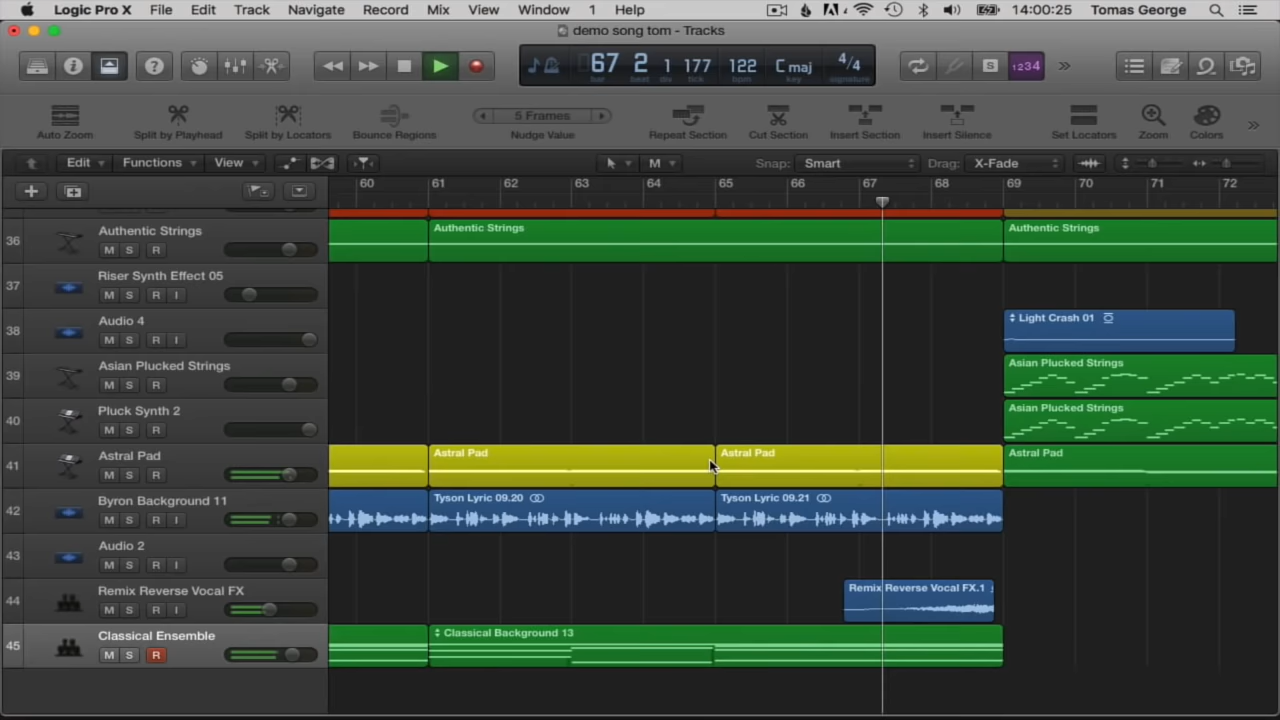 Logic Pro X File Edit Track Navigate Record Mix View Window 1 Help 14:00:25 Tomas George
demo song tom - Tracks
67 2 1 177 122 C maj 4/4
bar beat div tick bpm key signature
S 1234
5 Frames
Auto Zoom Split by Playhead Split by Locators Bounce Regions Nudge Value Repeat Section Cut Section Insert Section Insert Silence Set Locators Zoom Colors
Edit Functions View M Snap: Smart Drag: X-Fade
60 61 62 63 64 65 66 67 68 69 70 71 72
36 Authentic Strings Authentic Strings Authentic Strings
M S R
37 Riser Synth Effect 05
M S R I
38 Audio 4 Light Crash 01
M S R I
39 Asian Plucked Strings Asian Plucked Strings
M S R
40 Pluck Synth 2 Asian Plucked Strings
M S R
41 Astral Pad Astral Pad Astral Pad Astral Pad
M S R
42 Byron Background 11 Tyson Lyric 09.20 Tyson Lyric 09.21
M S R I
43 Audio 2
M S R I
44 Remix Reverse Vocal FX Remix Reverse Vocal FX.1
M S R I
45 Classical Ensemble Classical Background 13
M S R